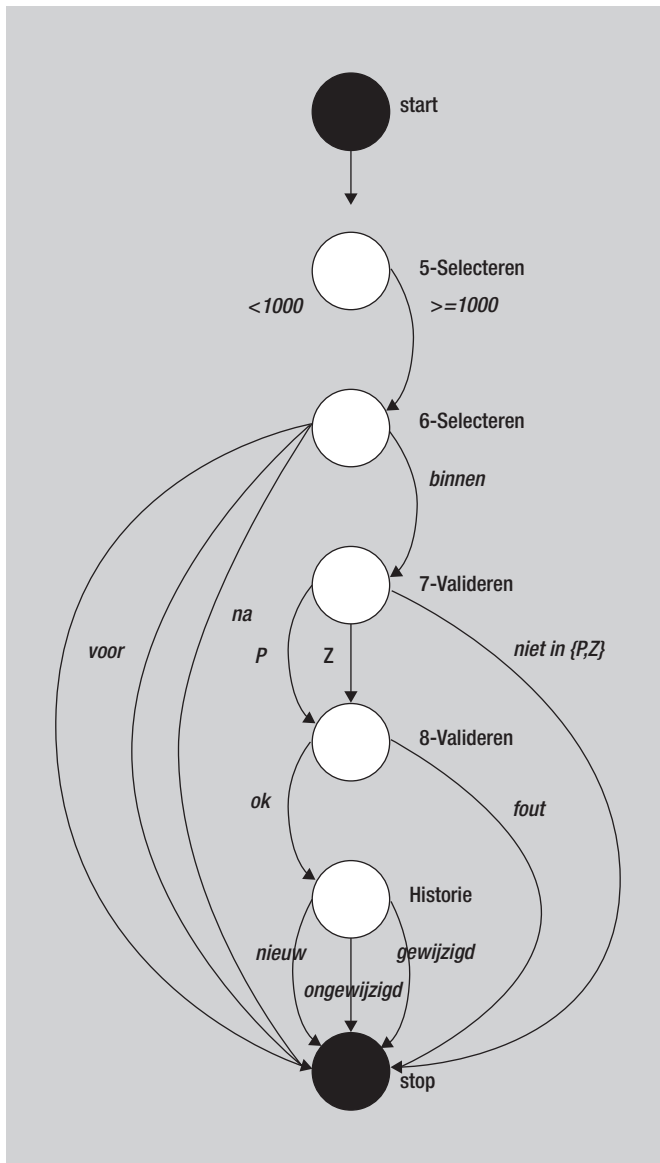 start
5-Selecteren
<1000
>=1000
6-Selecteren
binnen
7-Valideren
na
niet in {P,Z}
voor
P
Z
8-Valideren
ok
fout
Historie
nieuw
gewijzigd
ongewijzigd
stop